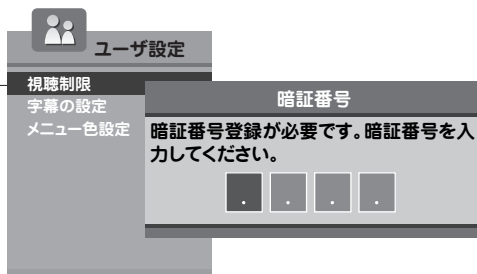 ユーザ設定
視聴制限
字幕の設定
メニュー色設定
暗証番号
暗証番号登録が必要です。暗証番号を入
力してください。
. . . .